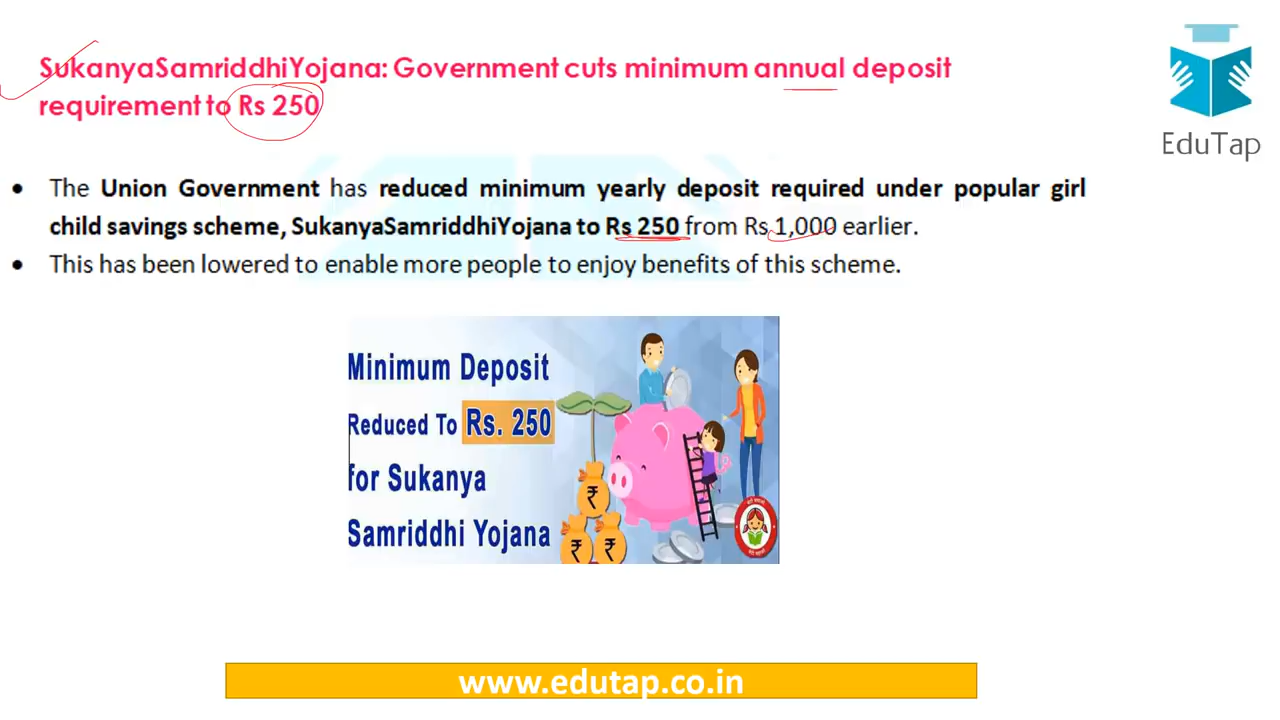 SukanyaSamriddhiYojana: Government cuts minimum annual deposit
requirement to Rs 250
EduTap
• The Union Government has reduced minimum yearly deposit required under popular girl
child savings scheme, SukanyaSamriddhiYojana to Rs 250 from Rs 1,000 earlier.
• This has been lowered to enable more people to enjoy benefits of this scheme.
Minimum Deposit
Reduced To Rs. 250
for Sukanya
Samriddhi Yojana
₹
₹ ₹
www.edutap.co.in